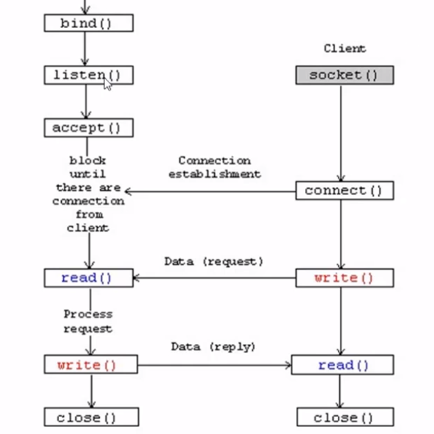 bind()
Client
listen()
socket()
accept()
block
until
there are
connection
from
client
Connection
establishment
connect()
Data (request)
read()
write()
Process
request
Data (reply)
write()
read()
close()
close()